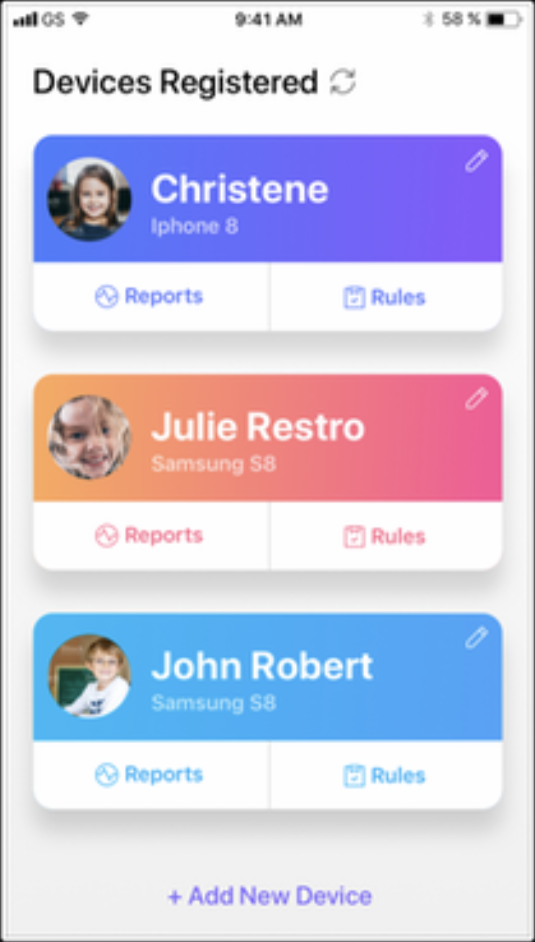 GS 9:41 AM 58 %
Devices Registered
Christene
Iphone 8
Reports Rules
Julie Restro
Samsung S8
Reports Rules
John Robert
Samsung S8
Reports Rules
+ Add New Device